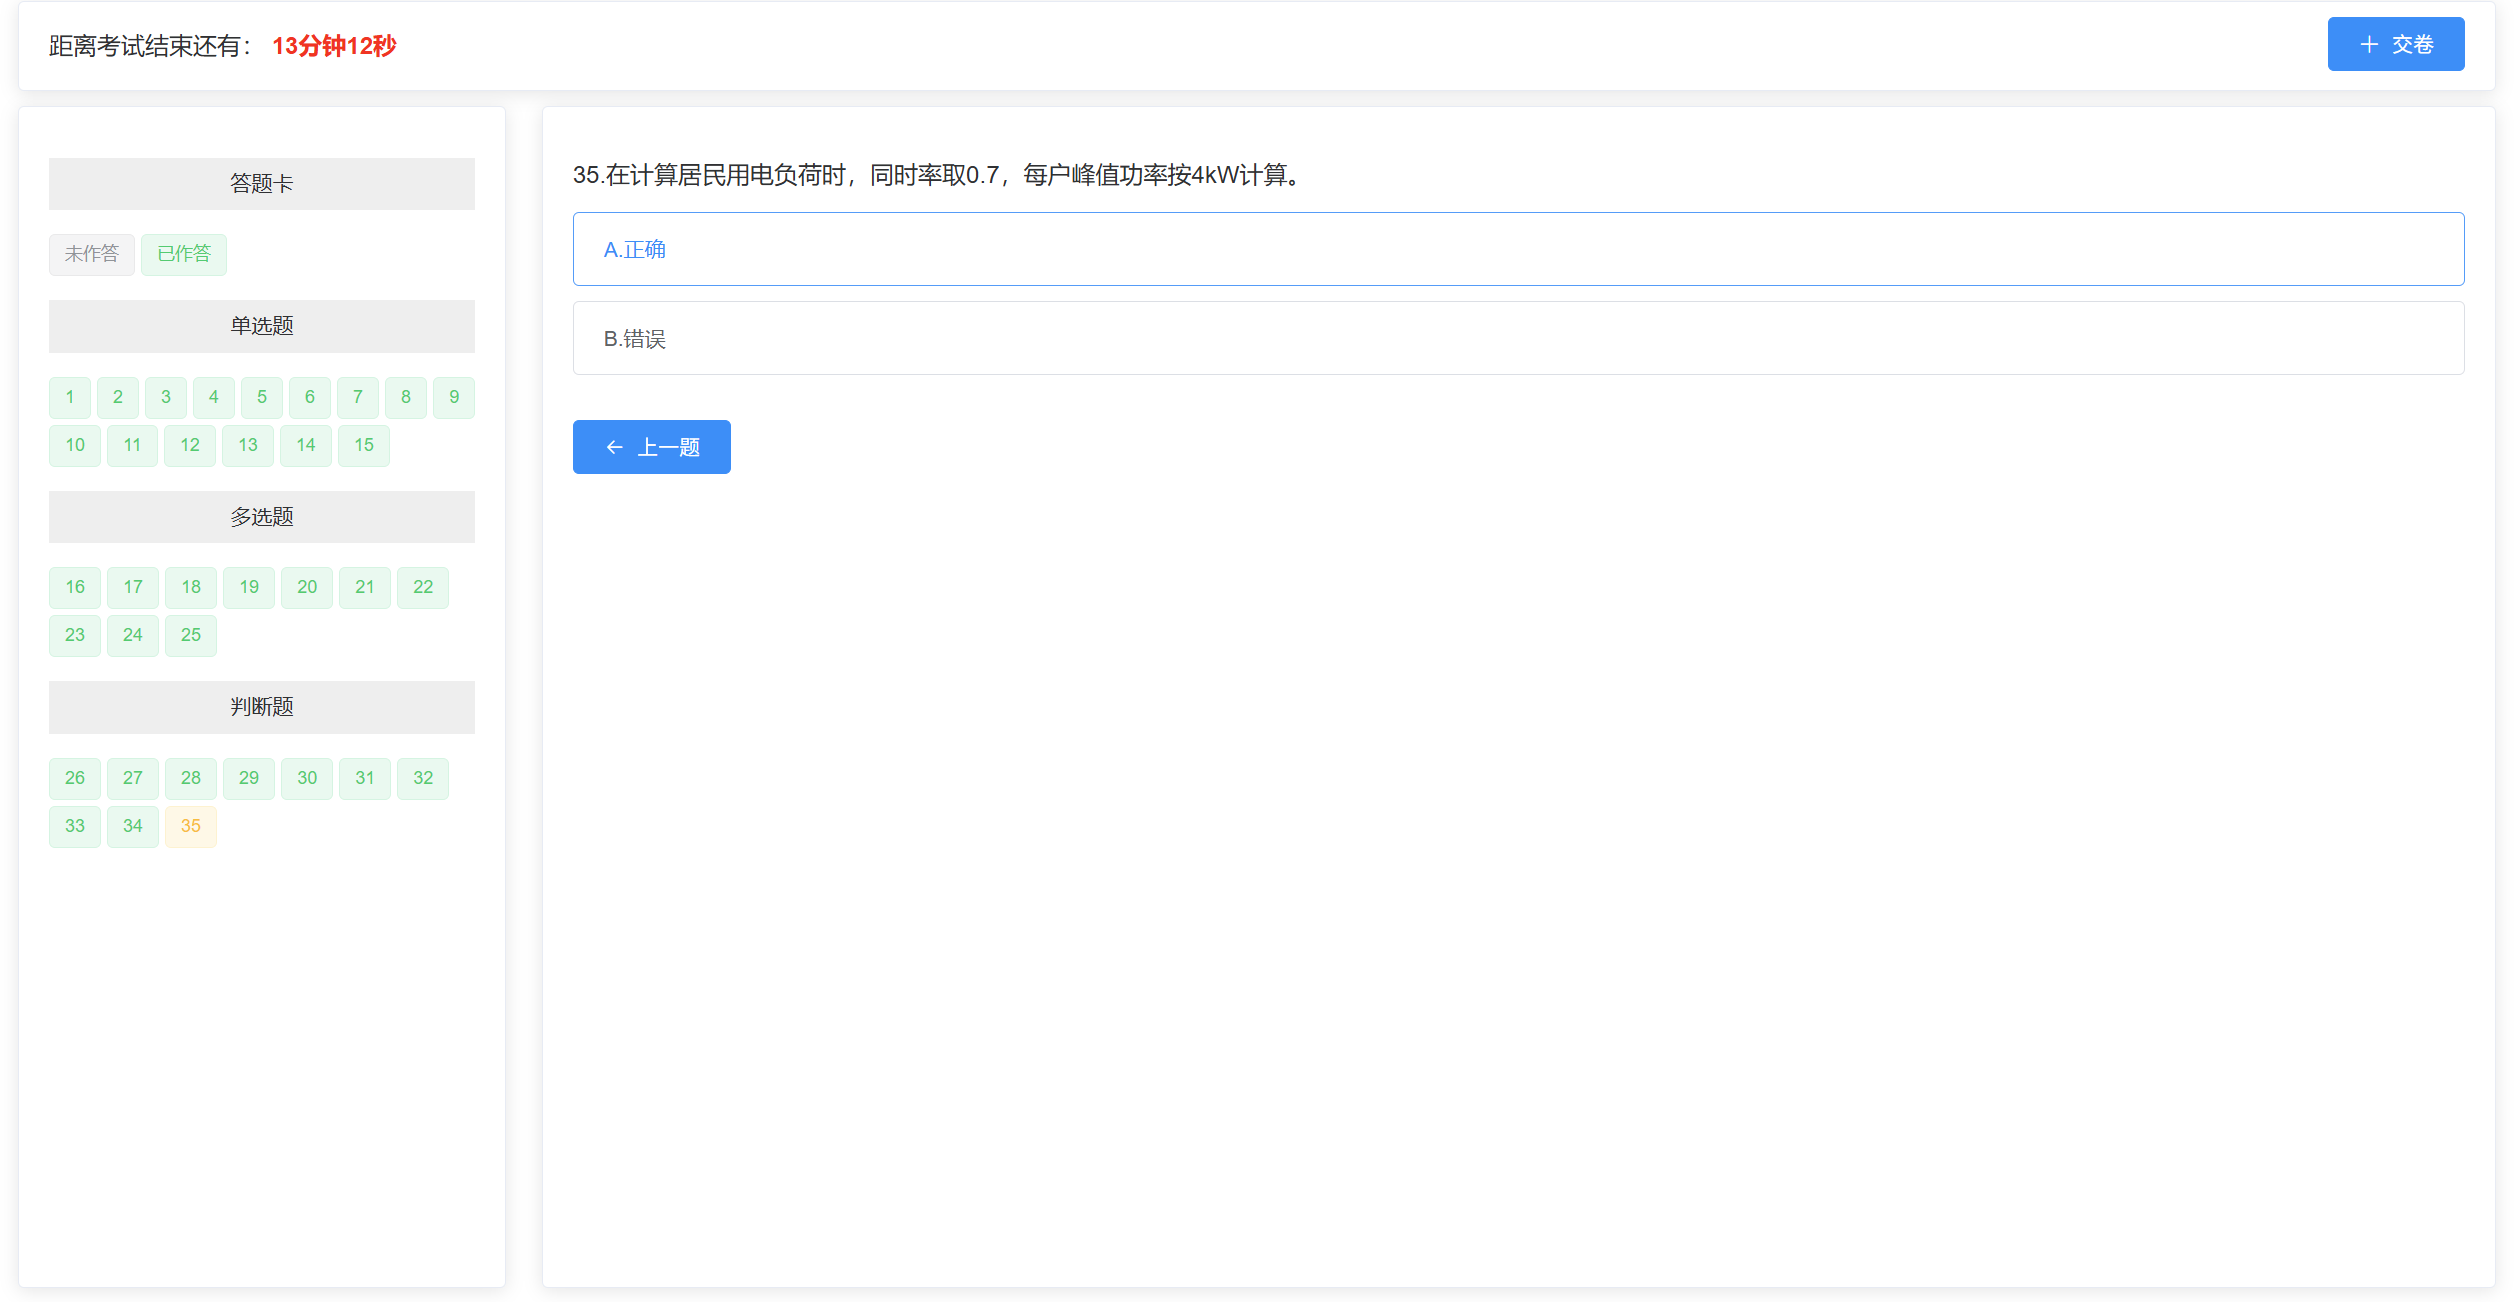 距离考试结束还有： 13分钟12秒
交卷
答题卡
未作答 已作答
单选题
1 2 3 4 5 6 7 8 9
10 11 12 13 14 15
多选题
16 17 18 19 20 21 22
23 24 25
判断题
26 27 28 29 30 31 32
33 34 35
35.在计算居民用电负荷时，同时率取0.7，每户峰值功率按4kW计算。
A.正确
B.错误
上一题